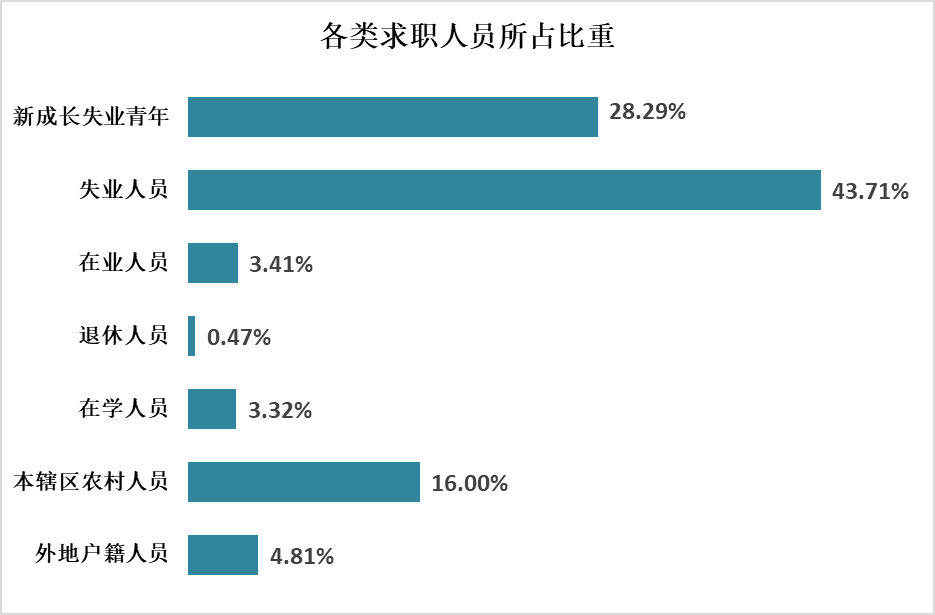 各类求职人员所占比重
新成长失业青年 28.29%
失业人员 43.71%
在业人员 3.41%
退休人员 0.47%
在学人员 3.32%
本辖区农村人员 16.00%
外地户籍人员 4.81%